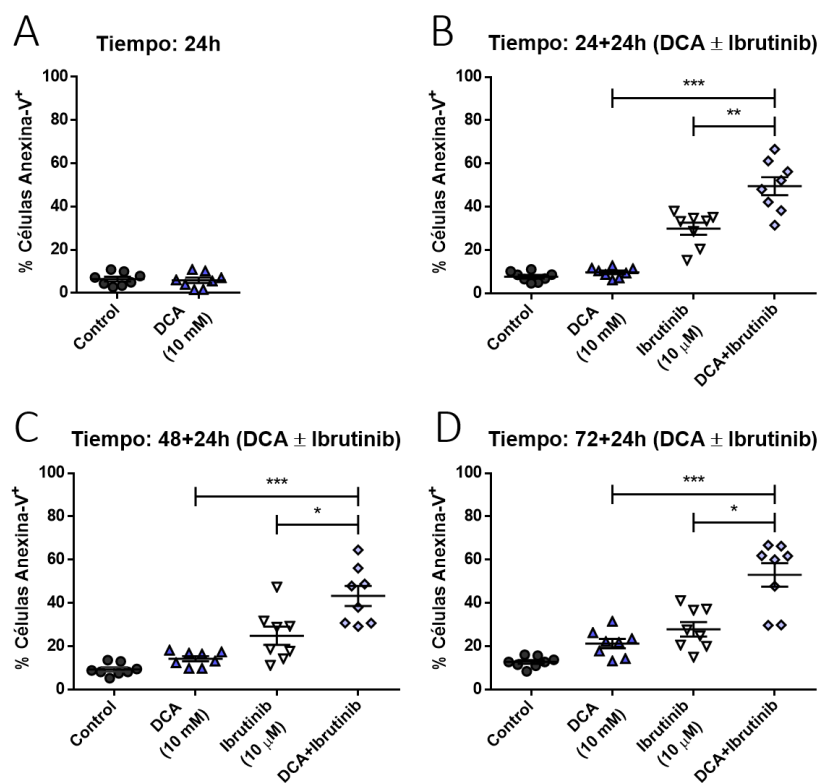 A
Tiempo: 24h
% Células Anexina-V+
100
80
60
40
20
0
Control
DCA
(10 mM)
B
Tiempo: 24+24h (DCA ± Ibrutinib)
% Células Anexina-V+
100
80
60
40
20
0
***
**
Control
DCA
(10 mM)
Ibrutinib
(10 μM)
DCA+Ibrutinib
C
Tiempo: 48+24h (DCA ± Ibrutinib)
% Células Anexina-V+
100
80
60
40
20
0
***
*
Control
DCA
(10 mM)
Ibrutinib
(10 μM)
DCA+Ibrutinib
D
Tiempo: 72+24h (DCA ± Ibrutinib)
% Células Anexina-V+
100
80
60
40
20
0
***
*
Control
DCA
(10 mM)
Ibrutinib
(10 μM)
DCA+Ibrutinib